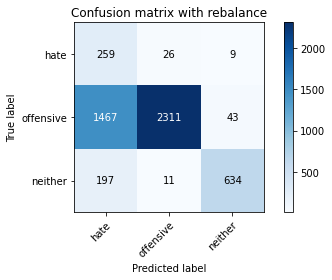 Confusion matrix with rebalance
hate 259 26 9
offensive 1467 2311 43
neither 197 11 634
hate offensive neither
Predicted label
True label
2000
1500
1000
500